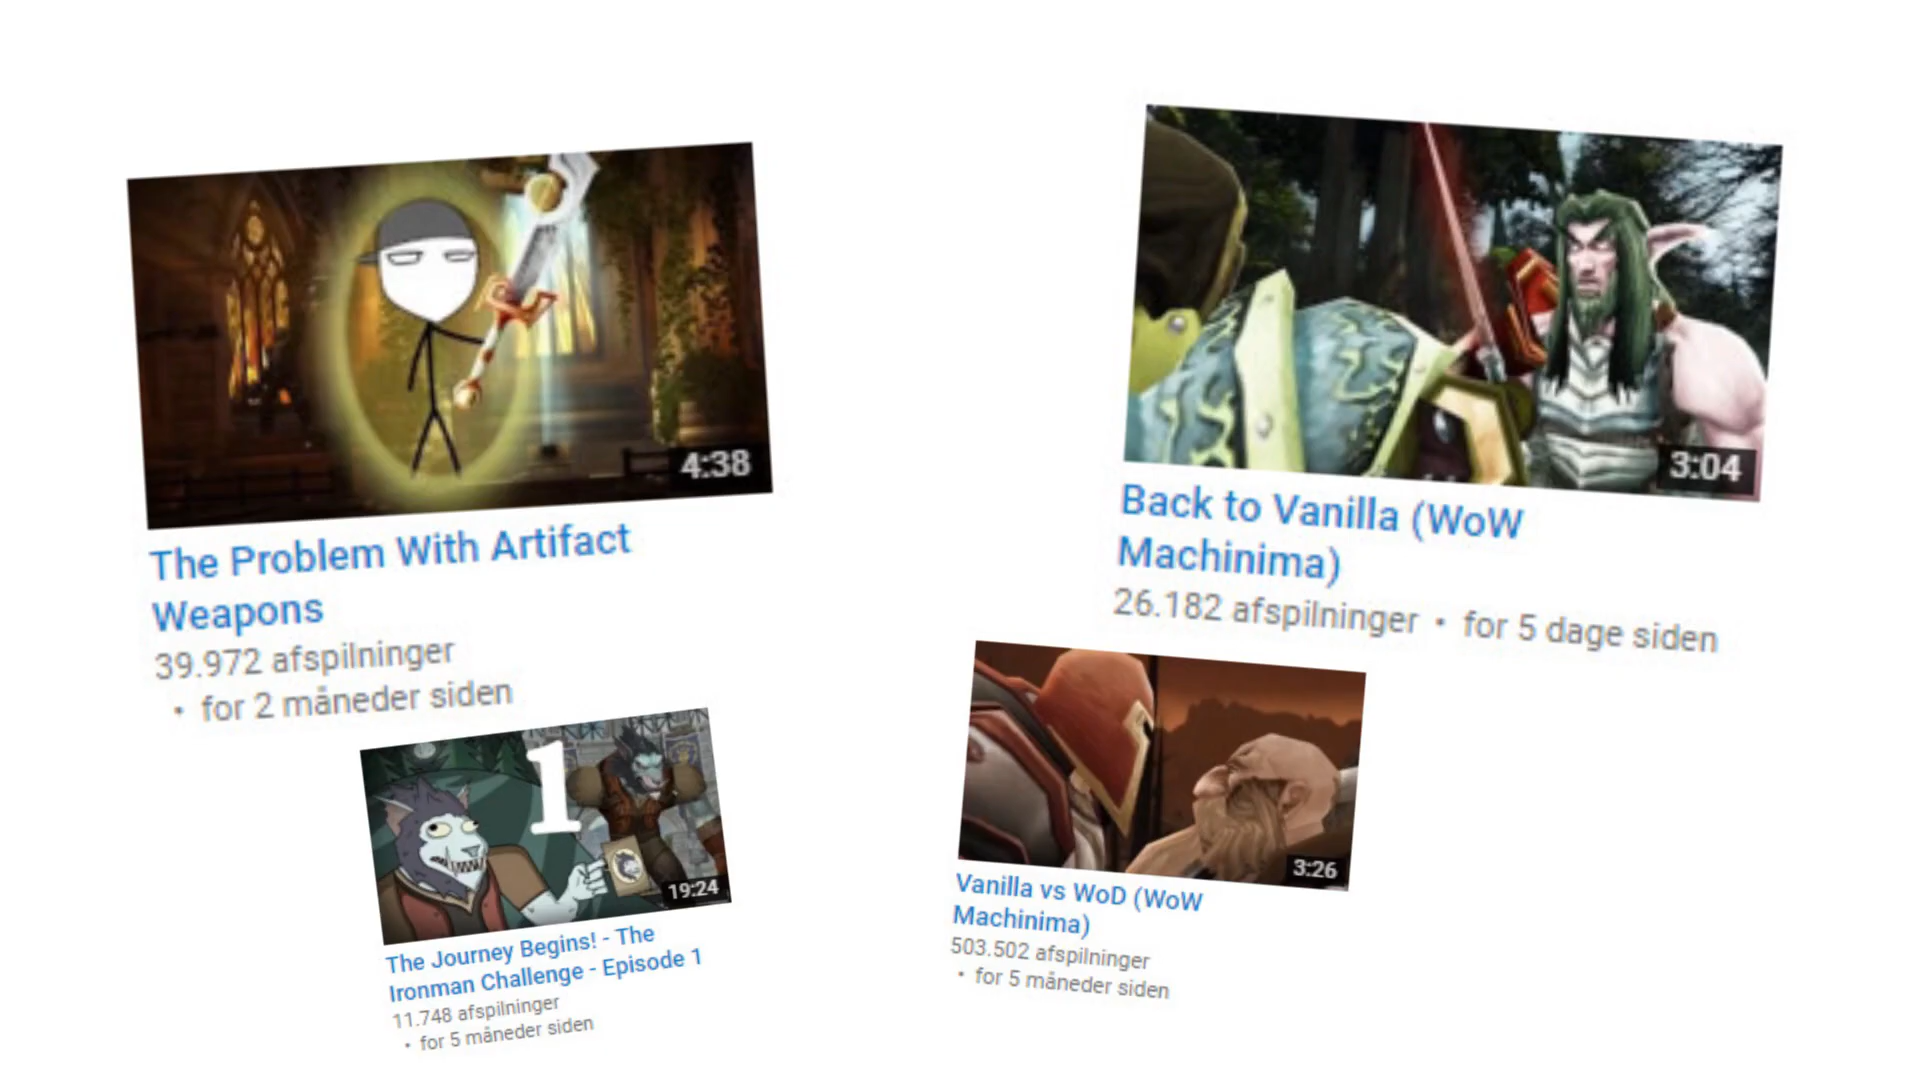 4:38
The Problem With Artifact
Weapons
39.972 afspilninger
• for 2 måneder siden
3:04
Back to Vanilla (WoW
Machinima)
26.182 afspilninger • for 5 dage siden
1
19:24
The Journey Begins! - The
Ironman Challenge - Episode 1
11.748 afspilninger
• for 5 måneder siden
3:26
Vanilla vs WoD (WoW
Machinima)
503.502 afspilninger
• for 5 måneder siden